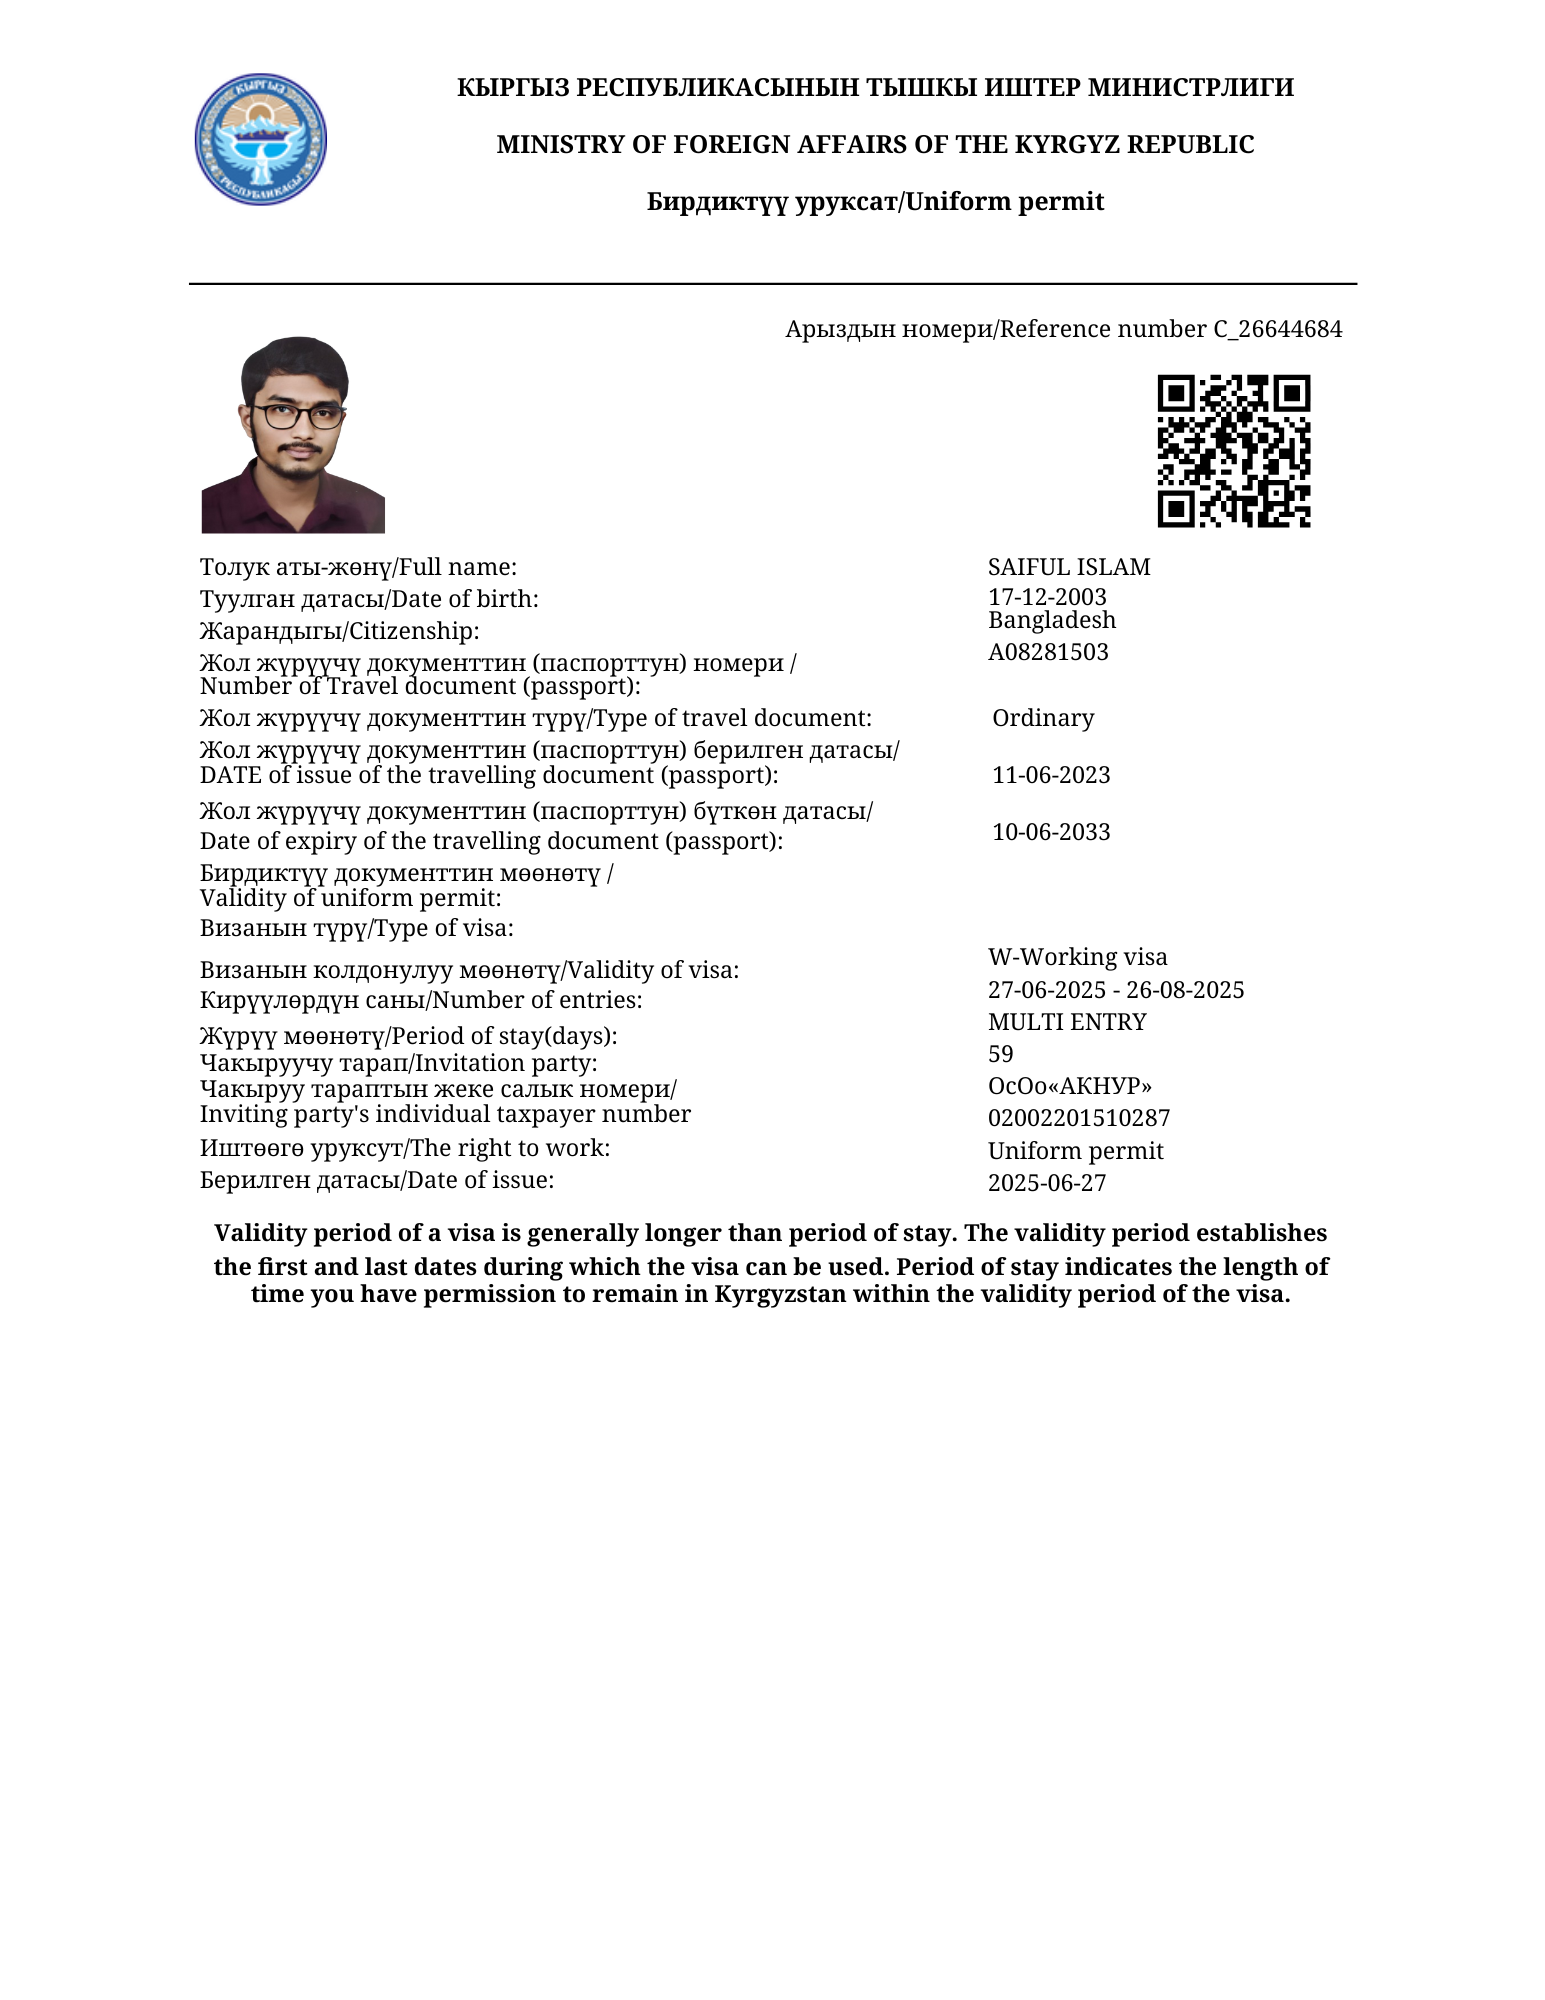 КЫРГЫЗ
РЕСПУБЛИКАСЫ
КЫРГЫЗ РЕСПУБЛИКАСЫНЫН ТЫШКЫ ИШТЕР МИНИСТРЛИГИ
MINISTRY OF FOREIGN AFFAIRS OF THE KYRGYZ REPUBLIC
Бирдиктүү уруксат/Uniform permit
Арыздын номери/Reference number C_26644684
Толук аты-жөнү/Full name: SAIFUL ISLAM
Туулган датасы/Date of birth: 17-12-2003
Жарандыгы/Citizenship: Bangladesh
Жол жүрүүчү документтин (паспорттун) номери / A08281503
Number of Travel document (passport):
Жол жүрүүчү документтин түрү/Type of travel document: Ordinary
Жол жүрүүчү документтин (паспорттун) берилген датасы/
DATE of issue of the travelling document (passport): 11-06-2023
Жол жүрүүчү документтин (паспорттун) бүткөн датасы/
Date of expiry of the travelling document (passport): 10-06-2033
Бирдиктүү документтин мөөнөтү /
Validity of uniform permit:
Визанын түрү/Type of visa: W-Working visa
Визанын колдонулуу мөөнөтү/Validity of visa: 27-06-2025 - 26-08-2025
Кирүүлөрдүн саны/Number of entries: MULTI ENTRY
Жүрүү мөөнөтү/Period of stay(days): 59
Чакыруучу тарап/Invitation party: ОсОо«АКНУР»
Чакыруу тараптын жеке салык номери/
Inviting party's individual taxpayer number 02002201510287
Иштөөгө уруксут/The right to work: Uniform permit
Берилген датасы/Date of issue: 2025-06-27
Validity period of a visa is generally longer than period of stay. The validity period establishes
the first and last dates during which the visa can be used. Period of stay indicates the length of
time you have permission to remain in Kyrgyzstan within the validity period of the visa.